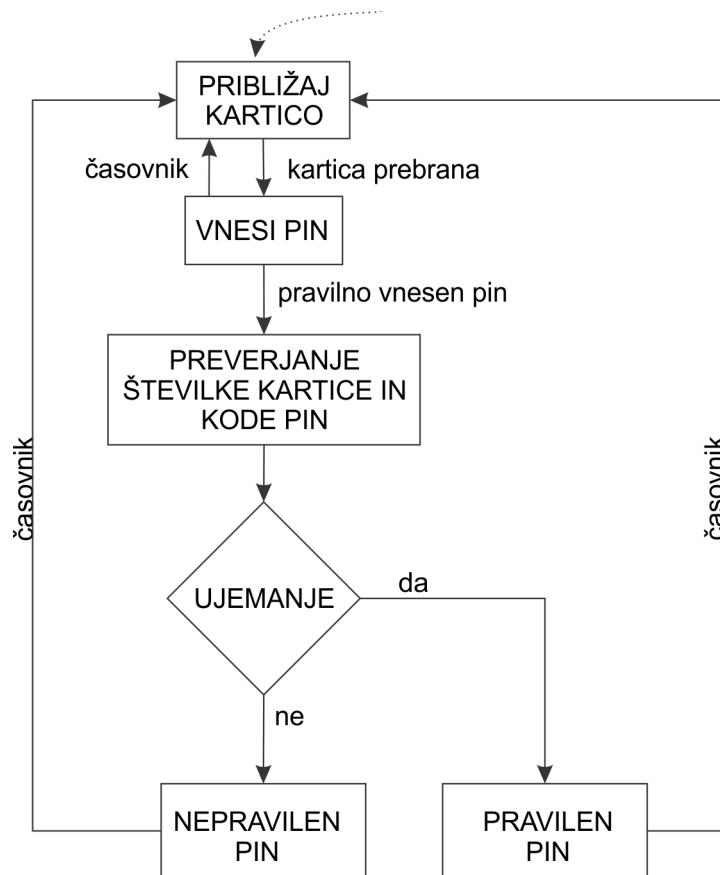 PRIBLIŽAJ
KARTICO
časovnik
kartica prebrana
VNESI PIN
pravilno vnesen pin
PREVERJANJE
ŠTEVILKE KARTICE IN
KODE PIN
časovnik
časovnik
UJEMANJE
da
ne
NEPRAVILEN
PIN
PRAVILEN
PIN